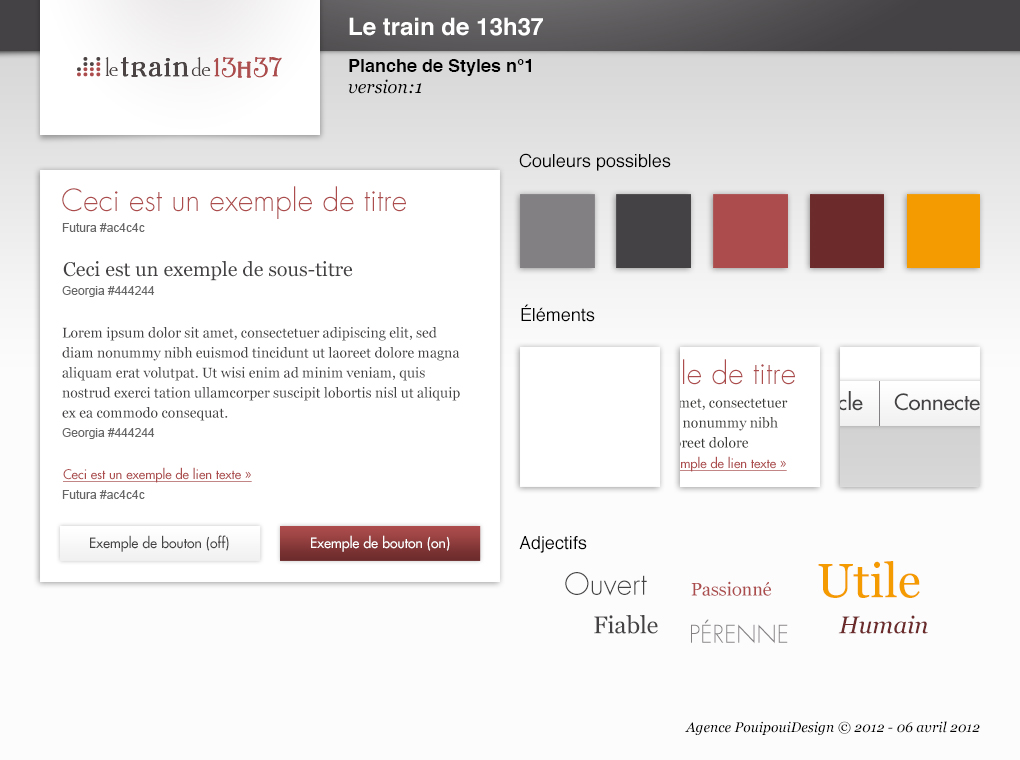 Le train de 13h37
letRaindе13H37
Planche de Styles n°1
version:1
Couleurs possibles
Ceci est un exemple de titre
Futura #ac4c4c
Ceci est un exemple de sous-titre
Georgia #444244
Lorem ipsum dolor sit amet, consectetuer adipiscing elit, sed
diam nonummy nibh euismod tincidunt ut laoreet dolore magna
aliquam erat volutpat. Ut wisi enim ad minim veniam, quis
nostrud exerci tation ullamcorper suscipit lobortis nisl ut aliquip
ex ea commodo consequat.
Georgia #444244
Ceci est un exemple de lien texte »
Futura #ac4c4c
Exemple de bouton (off)
Exemple de bouton (on)
Éléments
le de titre
met, consectetuer
nonummy nibh
oreet dolore
mple de lien texte »
cle
Connecte
Adjectifs
Ouvert
Passionné
Utile
Fiable
PÉRENNE
Humain
Agence PouipouiDesign © 2012 - 06 avril 2012